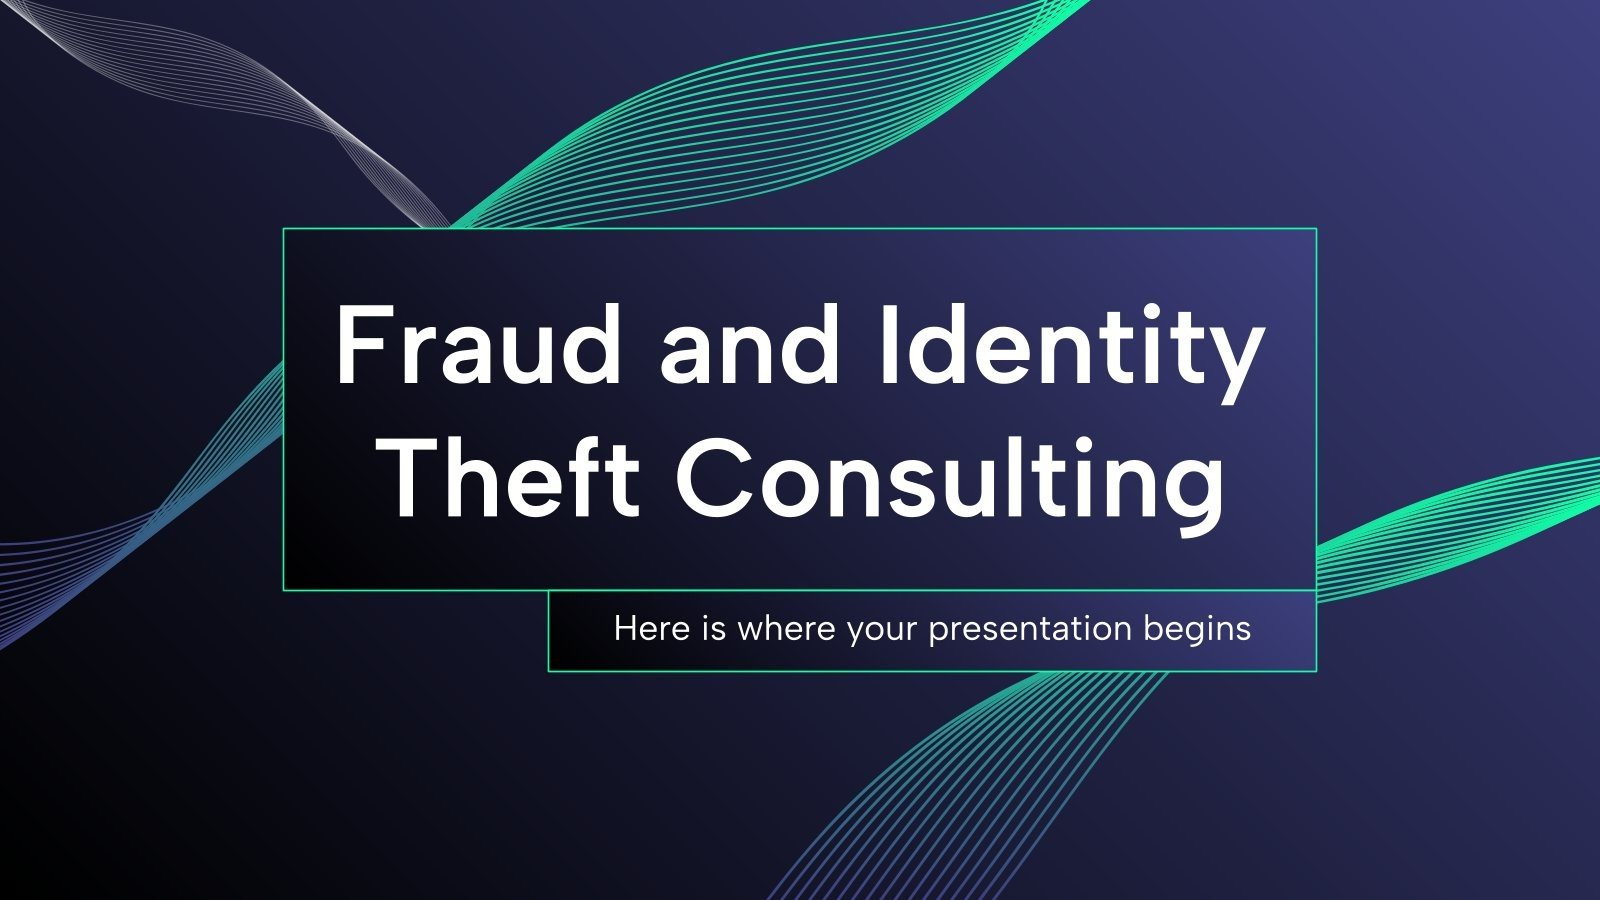 Fraud and Identity
Theft Consulting
Here is where your presentation begins